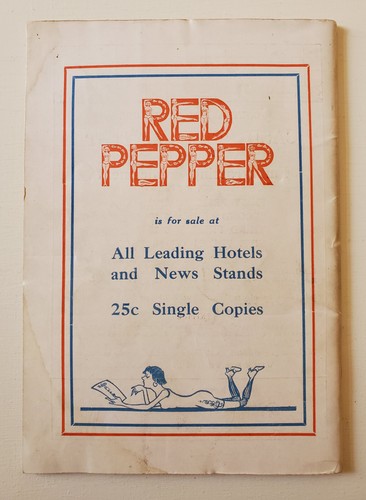 RED
PEPPER
is for sale at
All Leading Hotels
and News Stands
25c Single Copies